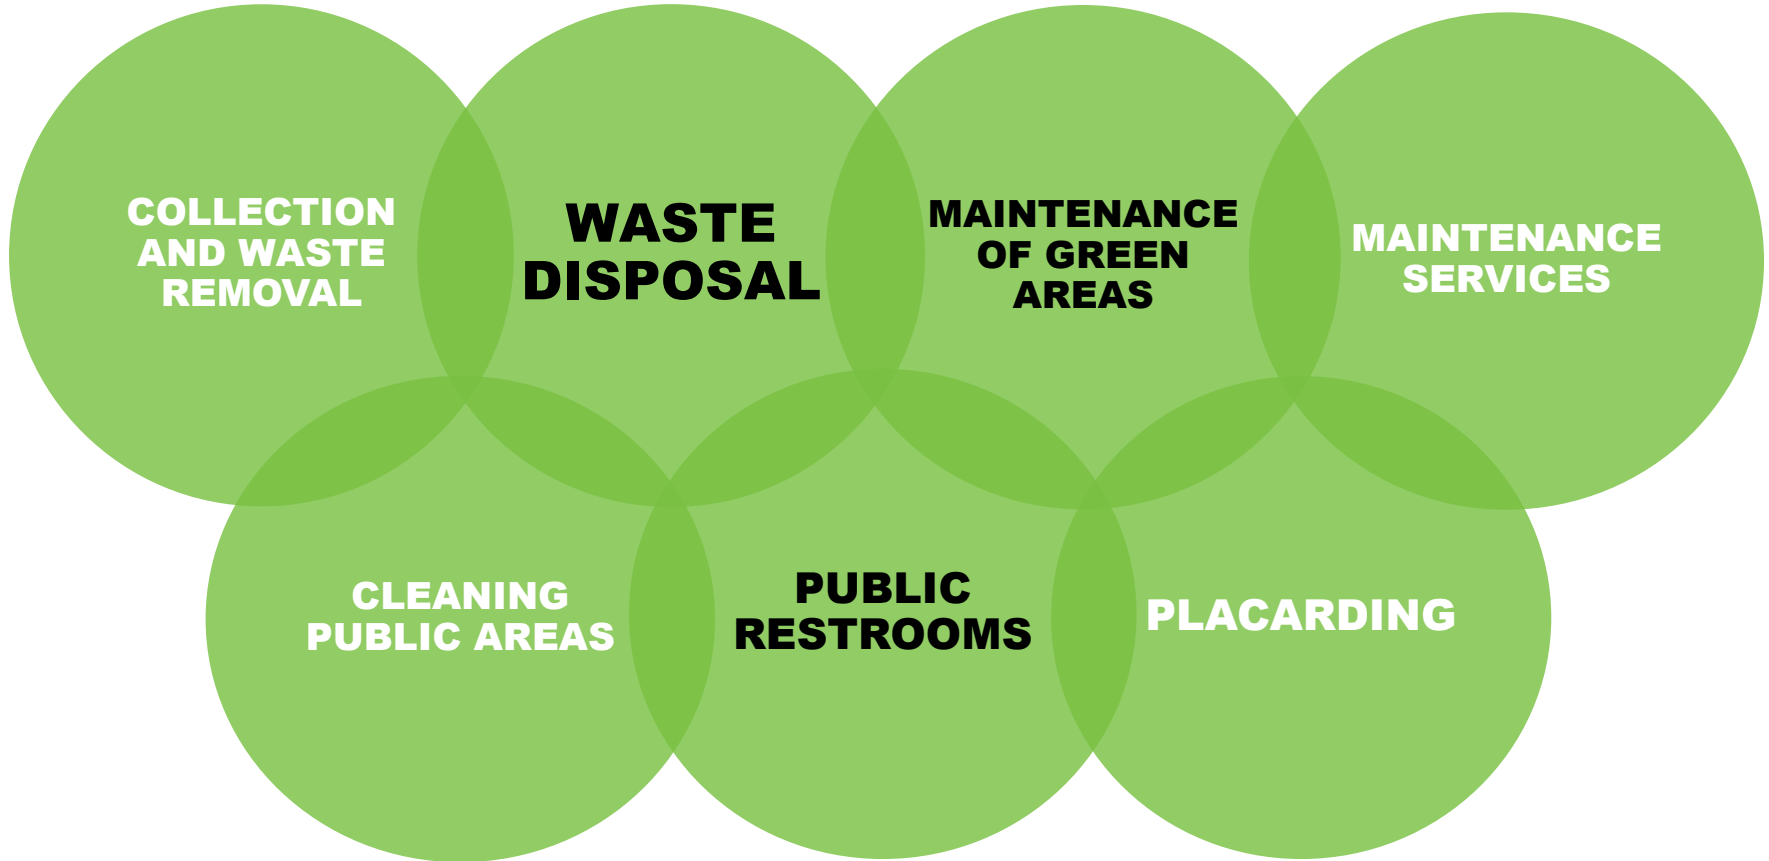 COLLECTION
AND WASTE
REMOVAL
WASTE
DISPOSAL
MAINTENANCE
OF GREEN
AREAS
MAINTENANCE
SERVICES
CLEANING
PUBLIC AREAS
PUBLIC
RESTROOMS
PLACARDING